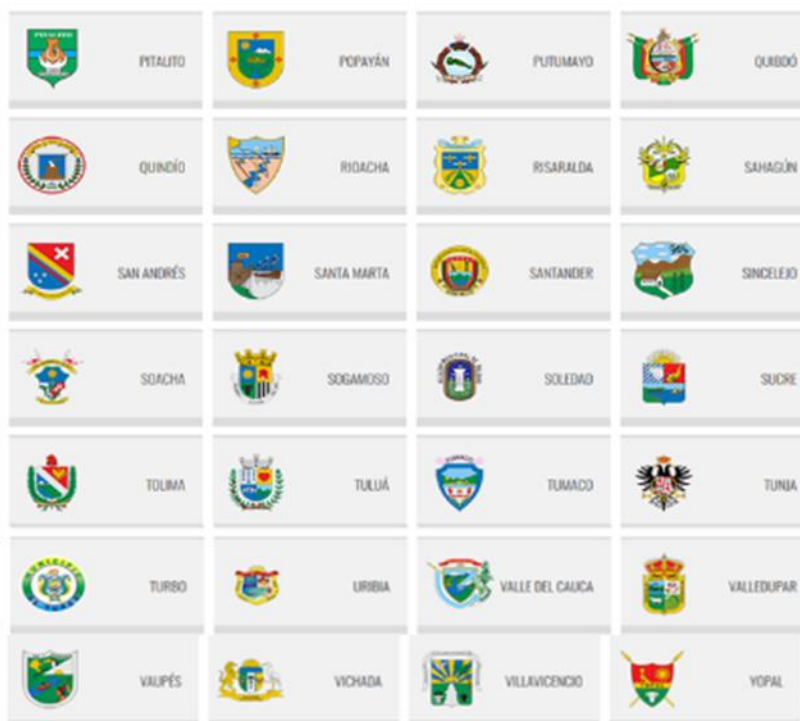 PITALITO
PITALITO POPAYÁN PUTUMAYO QUIBDÓ
QUINDÍO RIOACHA RISARALDA SAHAGÚN
SAN ANDRÉS SANTA MARTA SANTANDER SINCELEJO
SOACHA SOGAMOSO SOLEDAD SUCRE
TOLIMA TULUÁ TUMACO TUNJA
TURBO URIBIA VALLE DEL CAUCA VALLEDUPAR
VAUPÉS VICHADA VILLAVICENCIO YOPAL